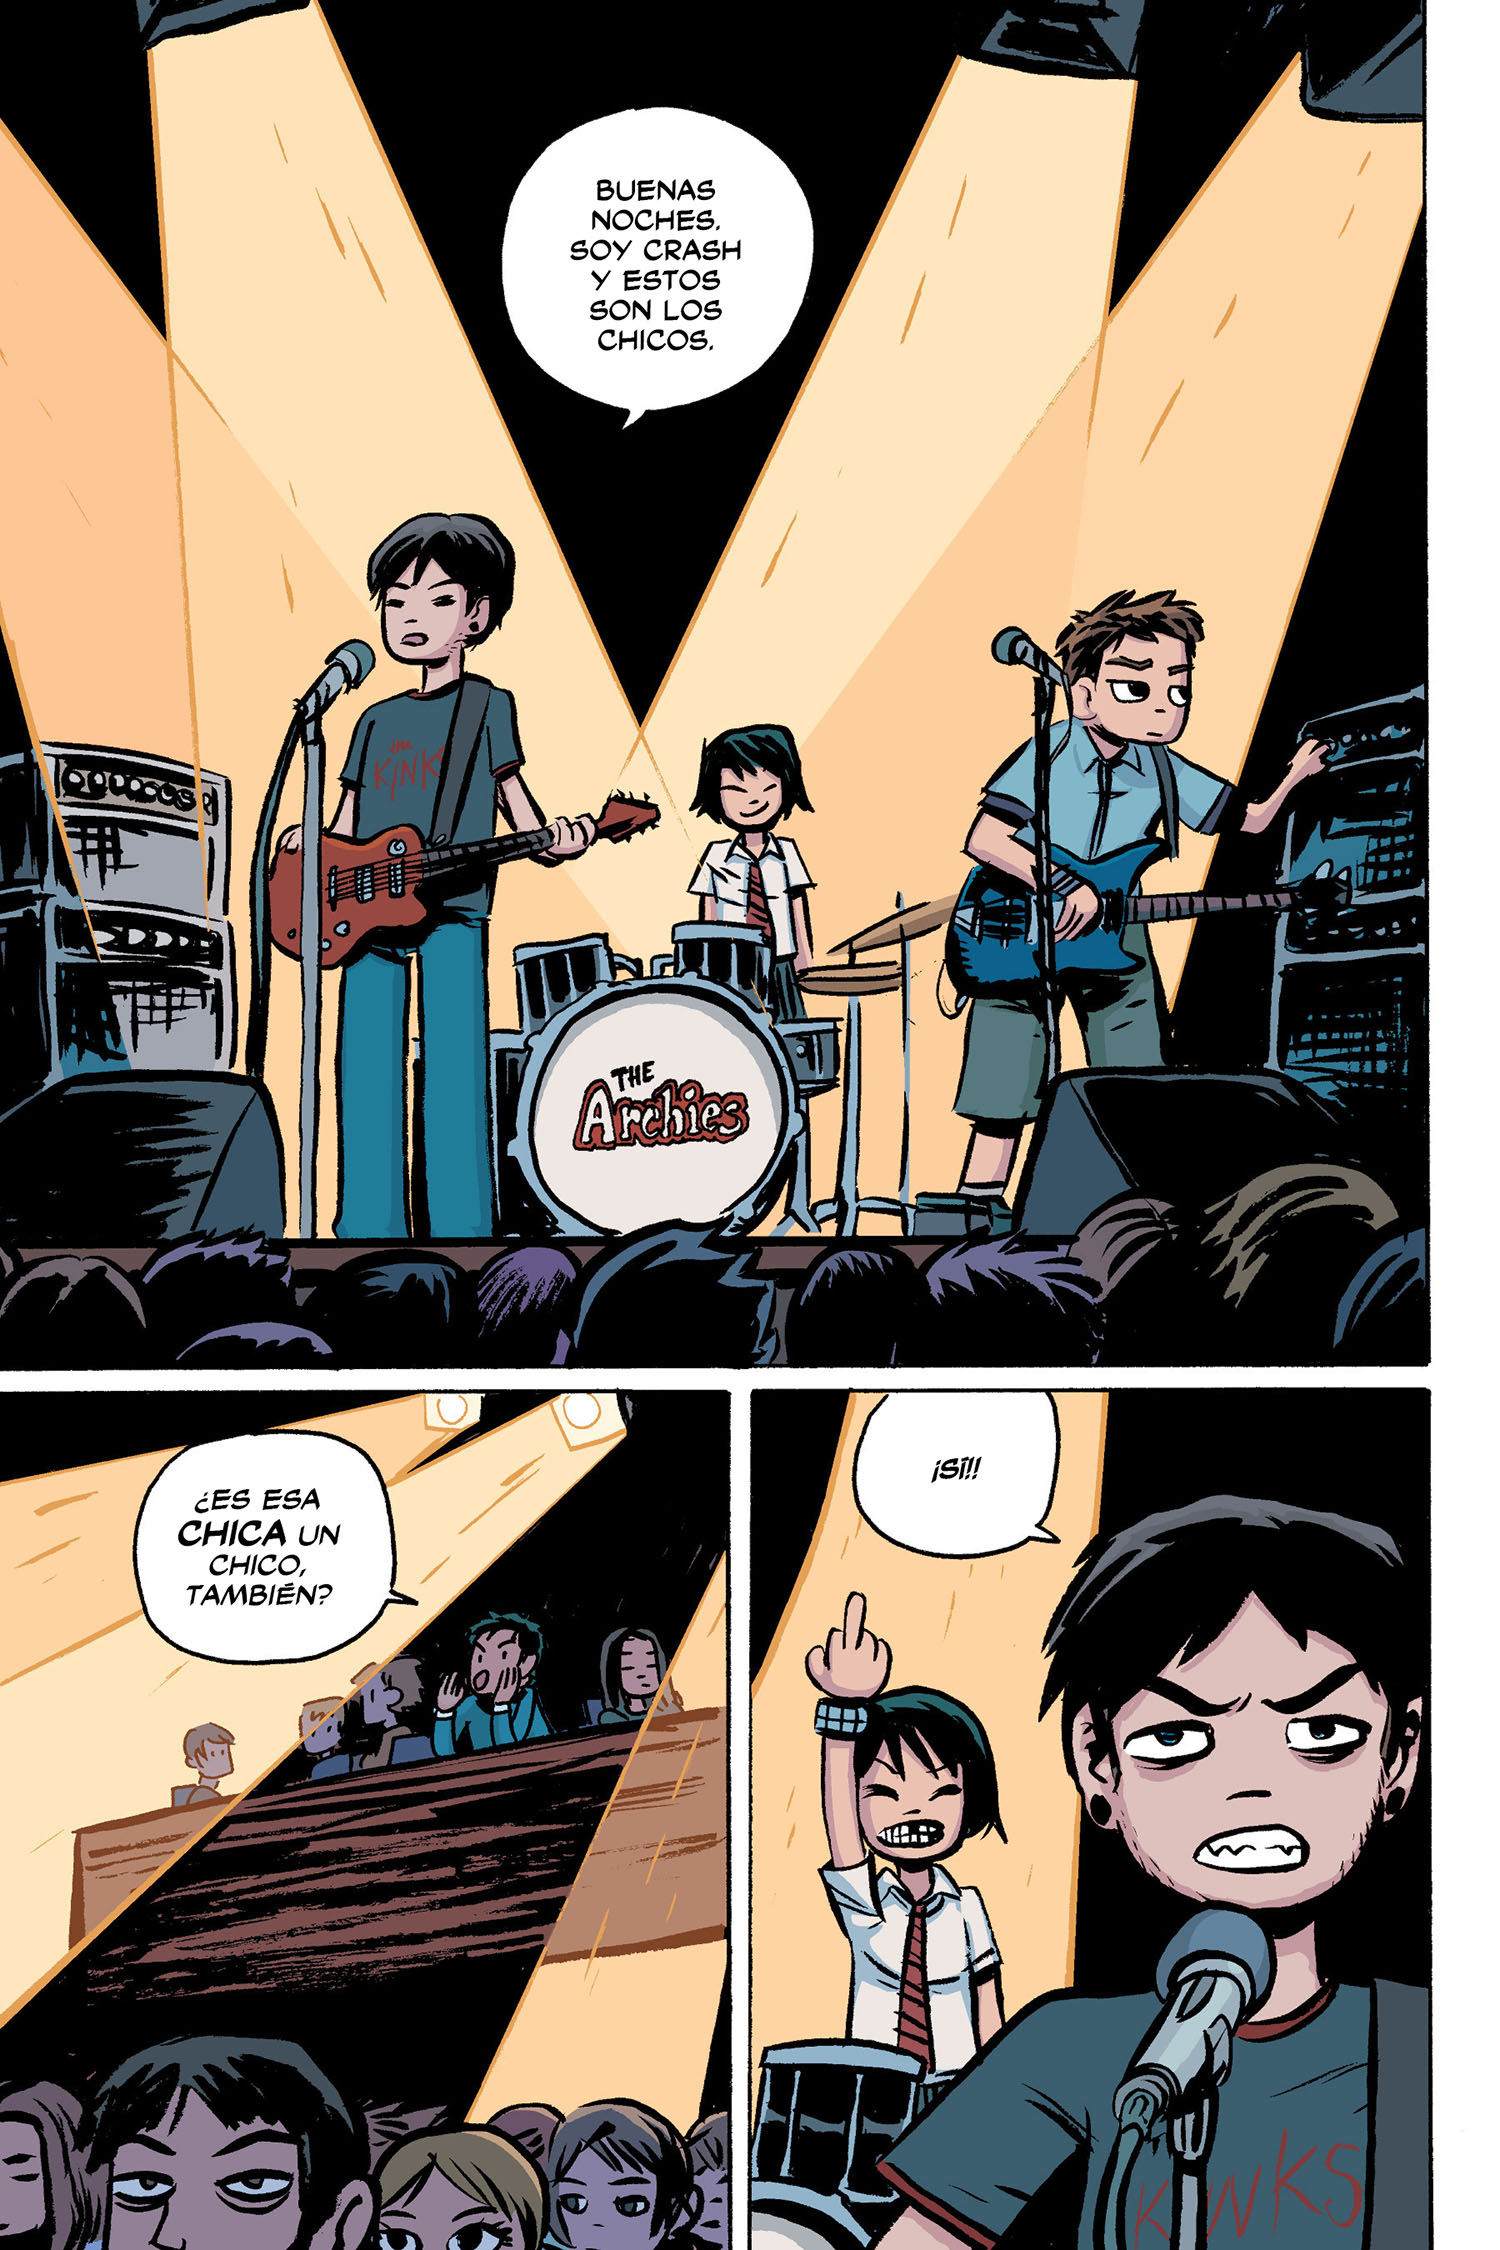 BUENAS
NOCHES.
SOY CRASH
Y ESTOS
SON LOS
CHICOS.
the
KINKS
THE
Archies
¿ES ESA
CHICA UN
CHICO,
TAMBIÉN?
¡SÍ!!
KINKS